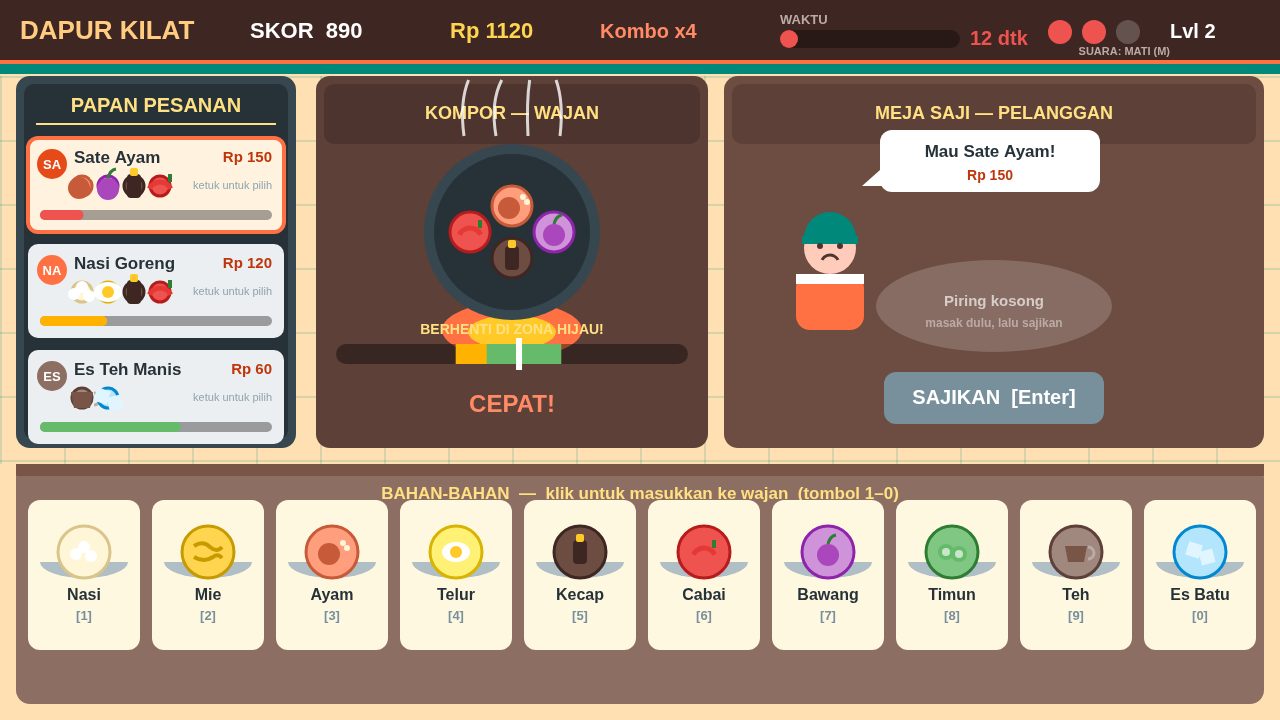 DAPUR KILAT
SKOR 890
Rp 1120
Kombo x4
WAKTU
12 dtk
SUARA: MATI (M)
Lvl 2
PAPAN PESANAN
SA
Sate Ayam
Rp 150
ketuk untuk pilih
NA
Nasi Goreng
Rp 120
ketuk untuk pilih
ES
Es Teh Manis
Rp 60
ketuk untuk pilih
KOMPOR — WAJAN
BERHENTI DI ZONA HIJAU!
CEPAT!
MEJA SAJI — PELANGGAN
Mau Sate Ayam!
Rp 150
Piring kosong
masak dulu, lalu sajikan
SAJIKAN [Enter]
BAHAN-BAHAN — klik untuk masukkan ke wajan (tombol 1–0)
Nasi
[1]
Mie
[2]
Ayam
[3]
Telur
[4]
Kecap
[5]
Cabai
[6]
Bawang
[7]
Timun
[8]
Teh
[9]
Es Batu
[0]